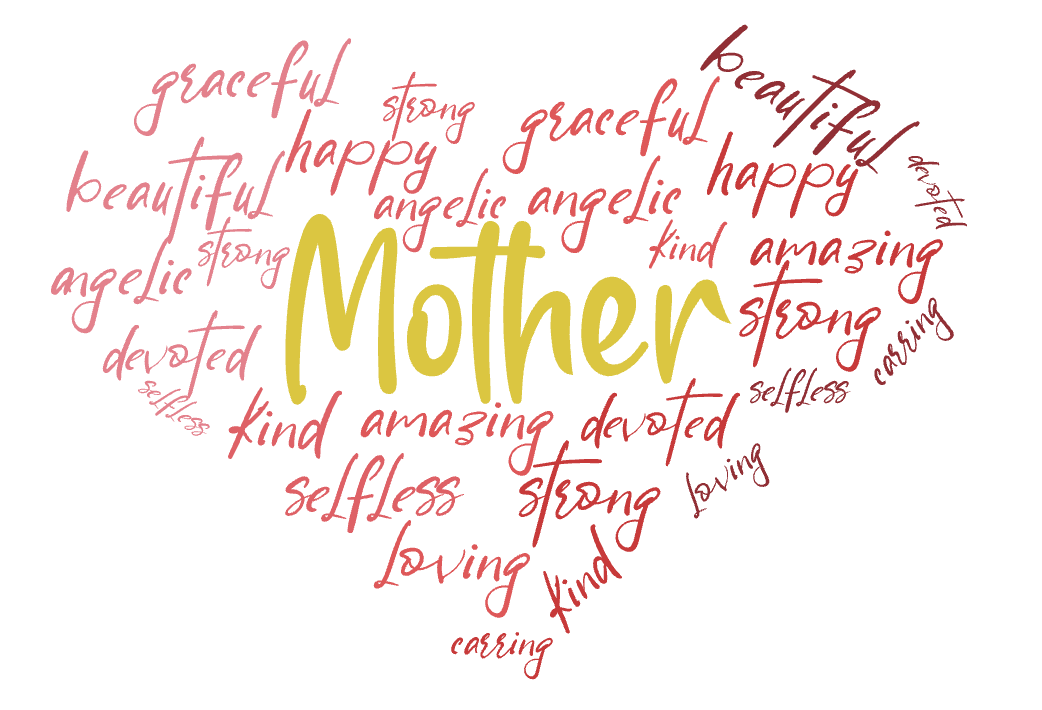 graceful
strong
graceful
beautiful
happy
beautiful
happy
devoted
angelic
angelic
strong
kind
amazing
angelic
Mother
strong
devoted
carring
selfless
selfless
kind
amazing
devoted
selfless
strong
loving
loving
kind
carring